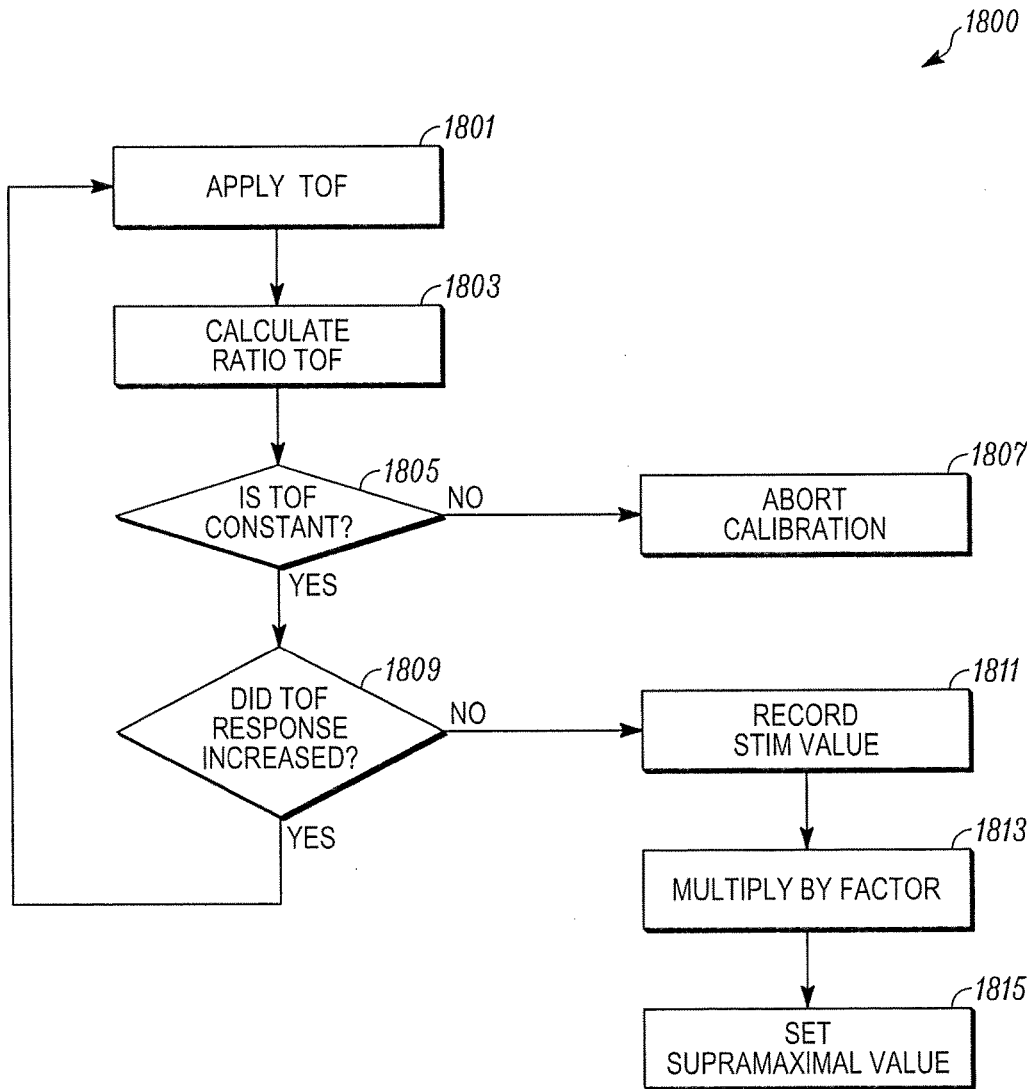 1800
1801
APPLY TOF
1803
CALCULATE
RATIO TOF
1805
IS TOF
CONSTANT?
NO
YES
1807
ABORT
CALIBRATION
1809
DID TOF
RESPONSE
INCREASED?
NO
YES
1811
RECORD
STIM VALUE
1813
MULTIPLY BY FACTOR
1815
SET
SUPRAMAXIMAL VALUE